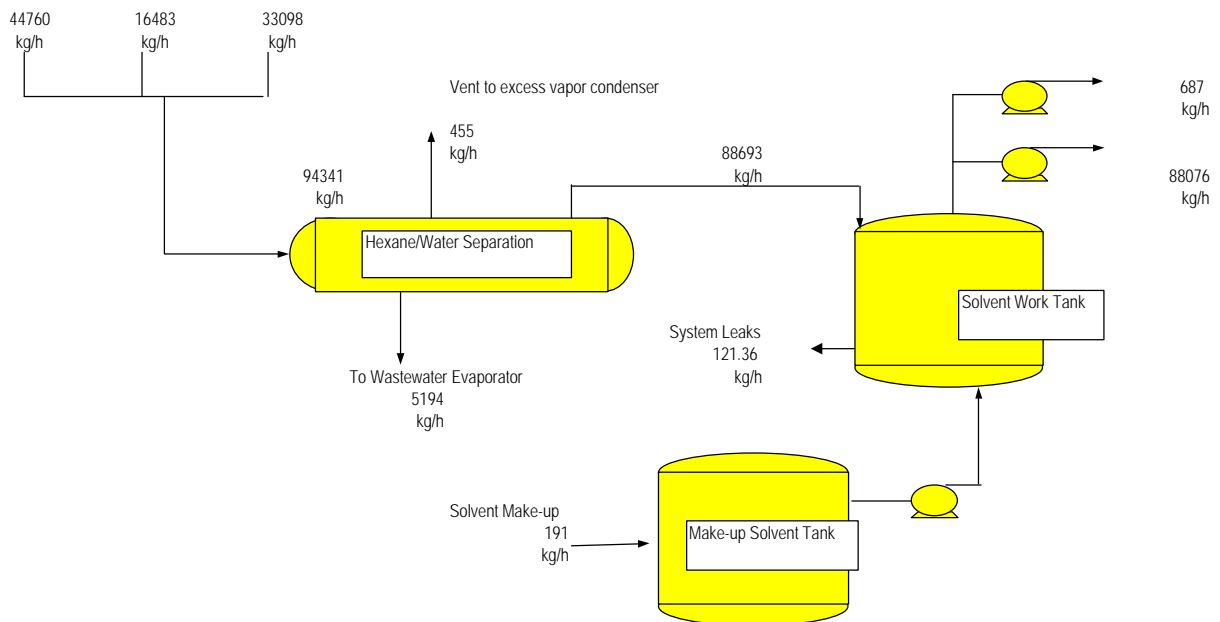 44760
kg/h
16483
kg/h
33098
kg/h
Vent to excess vapor condenser
687
kg/h
455
kg/h
88693
kg/h
88076
kg/h
94341
kg/h
Hexane/Water Separation
Solvent Work Tank
System Leaks
121.36
kg/h
To Wastewater Evaporator
5194
kg/h
Solvent Make-up
191
kg/h
Make-up Solvent Tank